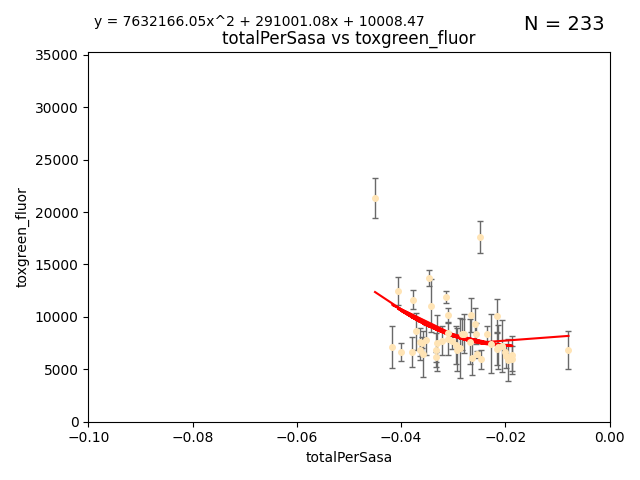 y = 7632166.05x^2 + 291001.08x + 10008.47
N = 233
totalPerSasa vs toxgreen_fluor
35000
30000
25000
20000
15000
10000
5000
0
toxgreen_fluor
−0.10 −0.08 −0.06 −0.04 −0.02 0.00
totalPerSasa